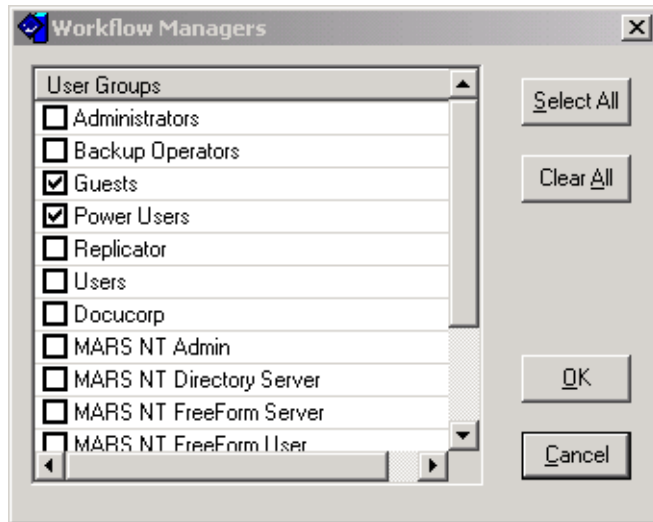 Workflow Managers
User Groups
Administrators
Backup Operators
Guests
Power Users
Replicator
Users
Docucorp
MARS NT Admin
MARS NT Directory Server
MARS NT FreeForm Server
MARS NT FreeForm User
Select All
Clear All
OK
Cancel